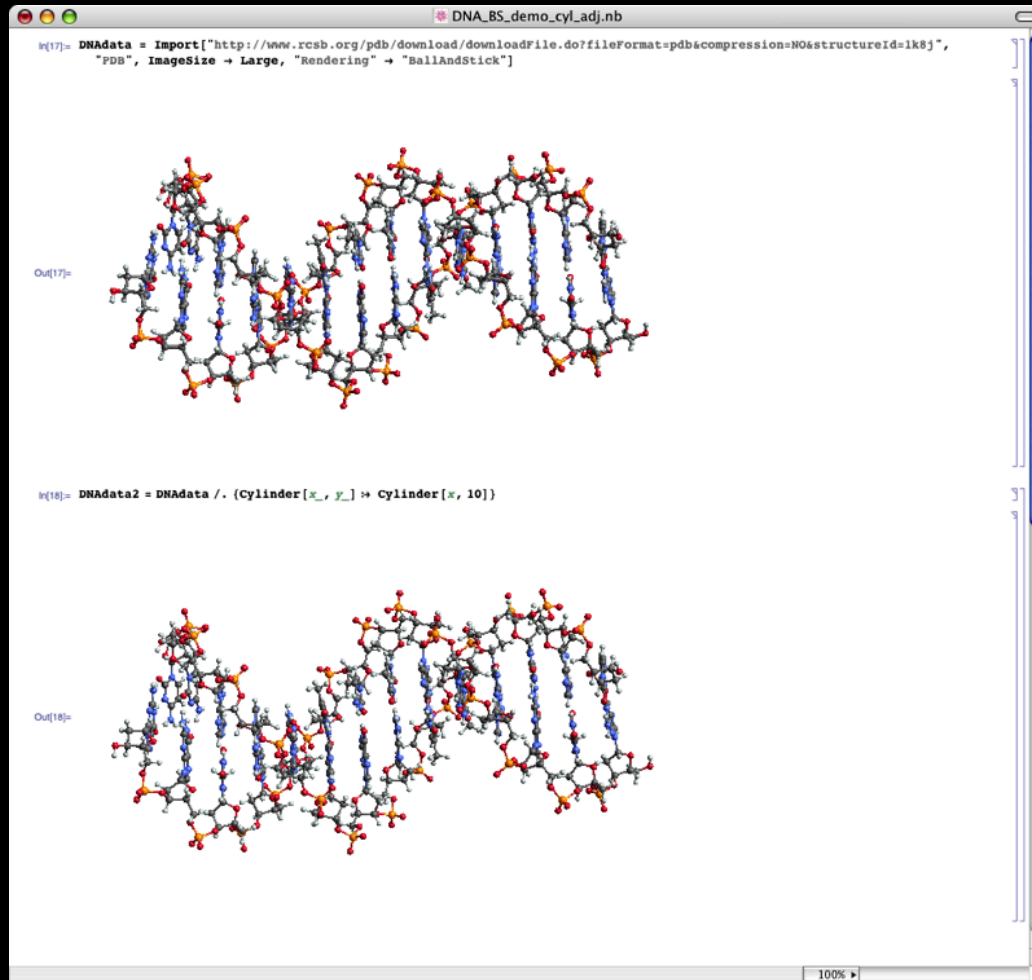 DNA_BS_demo_cyl_adj.nb
In[17]:= DNAdata = Import["http://www.rcsb.org/pdb/download/downloadFile.do?fileFormat=pdb&compression=NO&structureId=1k8j",
"PDB", ImageSize → Large, "Rendering" → "BallAndStick"]
Out[17]=
In[18]:= DNAdata2 = DNAdata /. {Cylinder[x_, y_] :→ Cylinder[x, 10]}
Out[18]=
100%